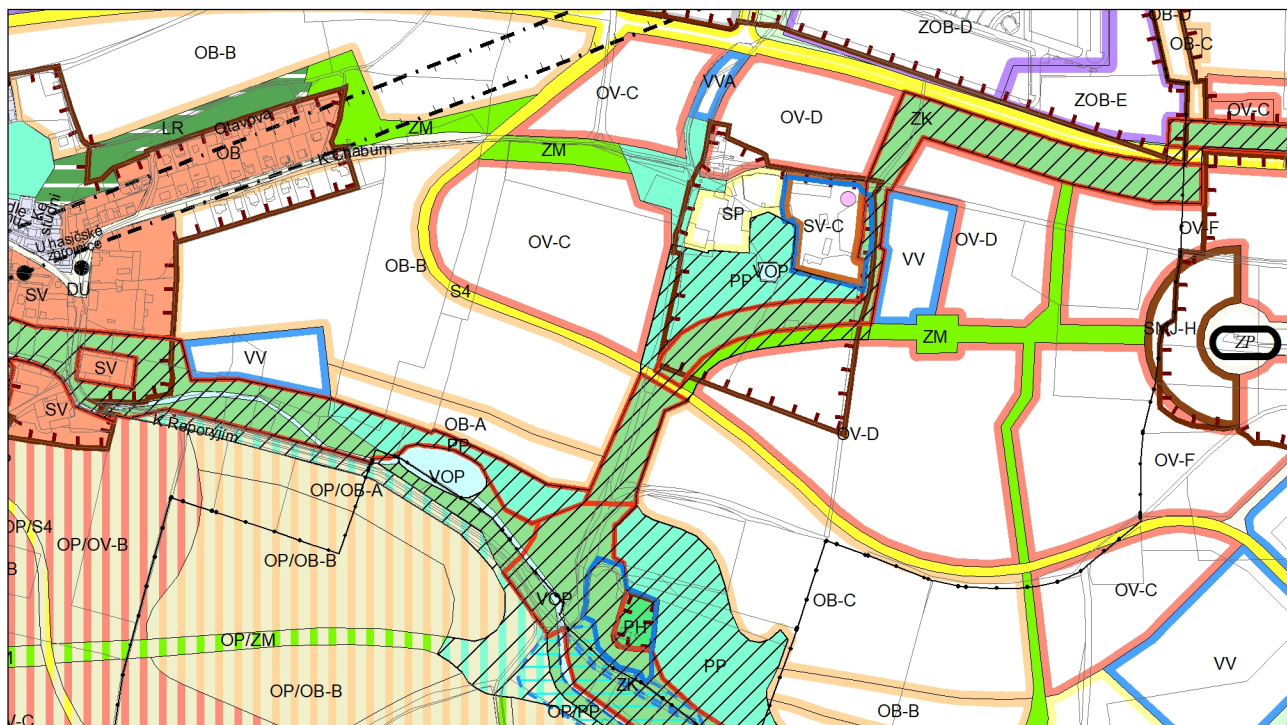 OB-D
ZOB-D
OB-B
OB-C
VVA
OV-C
ZOB-E
OV-C
OV-D
ZK
LR
Otavova
OB
ZM
K Chabům
ZM
SP
SV-C
OV-F
U hasičské
zbrojnice
OV-C
OV-D
OB-B
VV
VOP
PP
DU
S4
SV
SNJ-H
ZM
ZP
VV
SV
SV
OB-A
K Řeporyjím
PP
OV-D
OV-F
VOP
OP/OB-A
OP/S4
OP/OV-B
OP/OB-B
B
OV-C
VOP
OB-C
PH
OP/ZM
PP
VV
ZK
OP/OB-B
OP/PP
OB-B
V-C